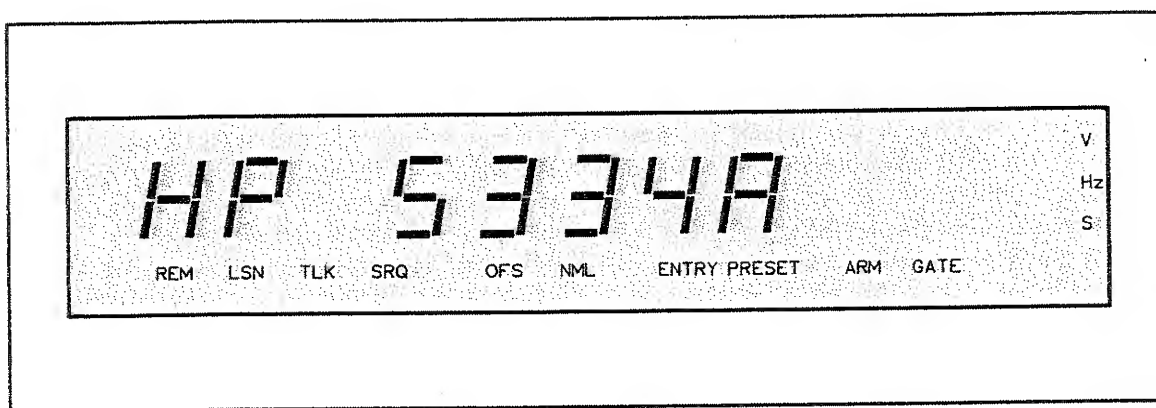 HP 5334A
REM LSN TLK SRQ OFS NML ENTRY PRESET ARM GATE
V
Hz
S